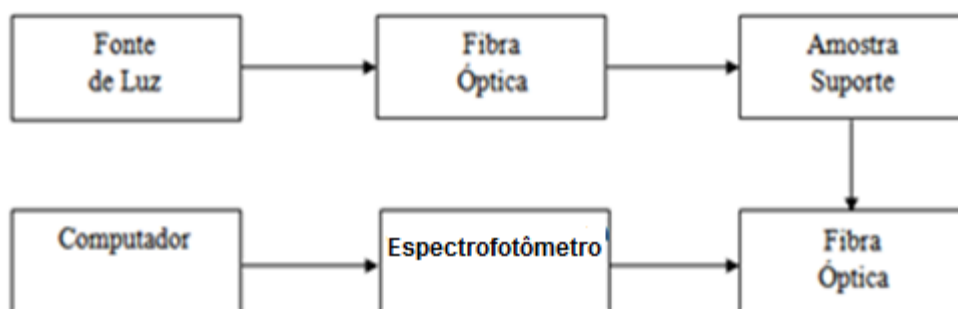 Fonte
de Luz
Fibra
Óptica
Amostra
Suporte
Computador
Espectrofotômetro
Fibra
Óptica